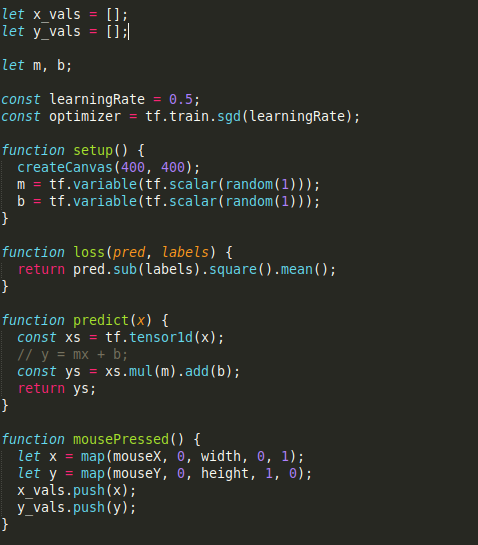 let x_vals = [];
let y_vals = [];
let m, b;
const learningRate = 0.5;
const optimizer = tf.train.sgd(learningRate);
function setup() {
  createCanvas(400, 400);
  m = tf.variable(tf.scalar(random(1)));
  b = tf.variable(tf.scalar(random(1)));
}
function loss(pred, labels) {
  return pred.sub(labels).square().mean();
}
function predict(x) {
  const xs = tf.tensor1d(x);
  // y = mx + b;
  const ys = xs.mul(m).add(b);
  return ys;
}
function mousePressed() {
  let x = map(mouseX, 0, width, 0, 1);
  let y = map(mouseY, 0, height, 1, 0);
  x_vals.push(x);
  y_vals.push(y);
}